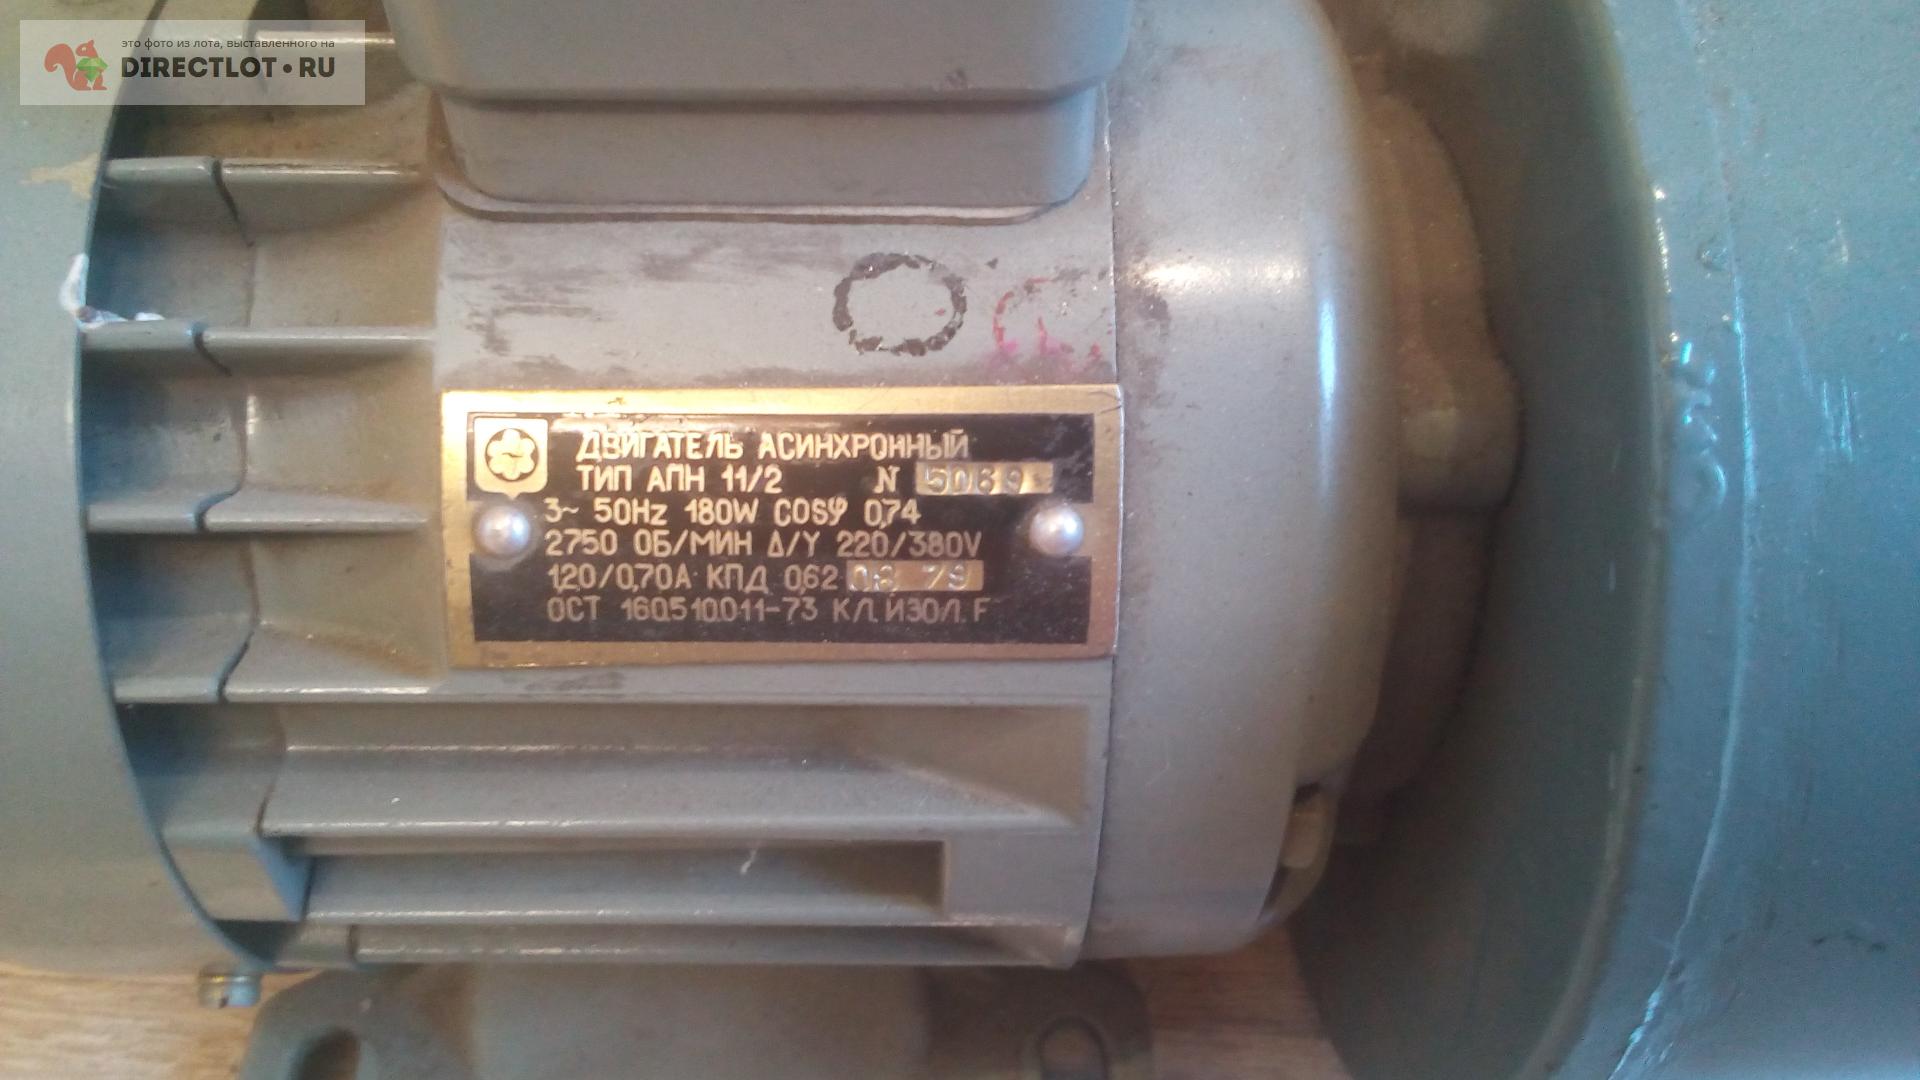 это фото из лота, выставленного на
DIRECTLOT•RU
ДВИГАТЕЛЬ АСИНХРОННЫЙ
ТИП АПН 11/2 N 5069
3~ 50Hz 180W COSφ 0,74
2750 ОБ/МИН Δ/Y 220/380V
1,20/0,70А КПД 0,62 79
ОСТ 160.510.011-73 КЛ. ИЗОЛ. F